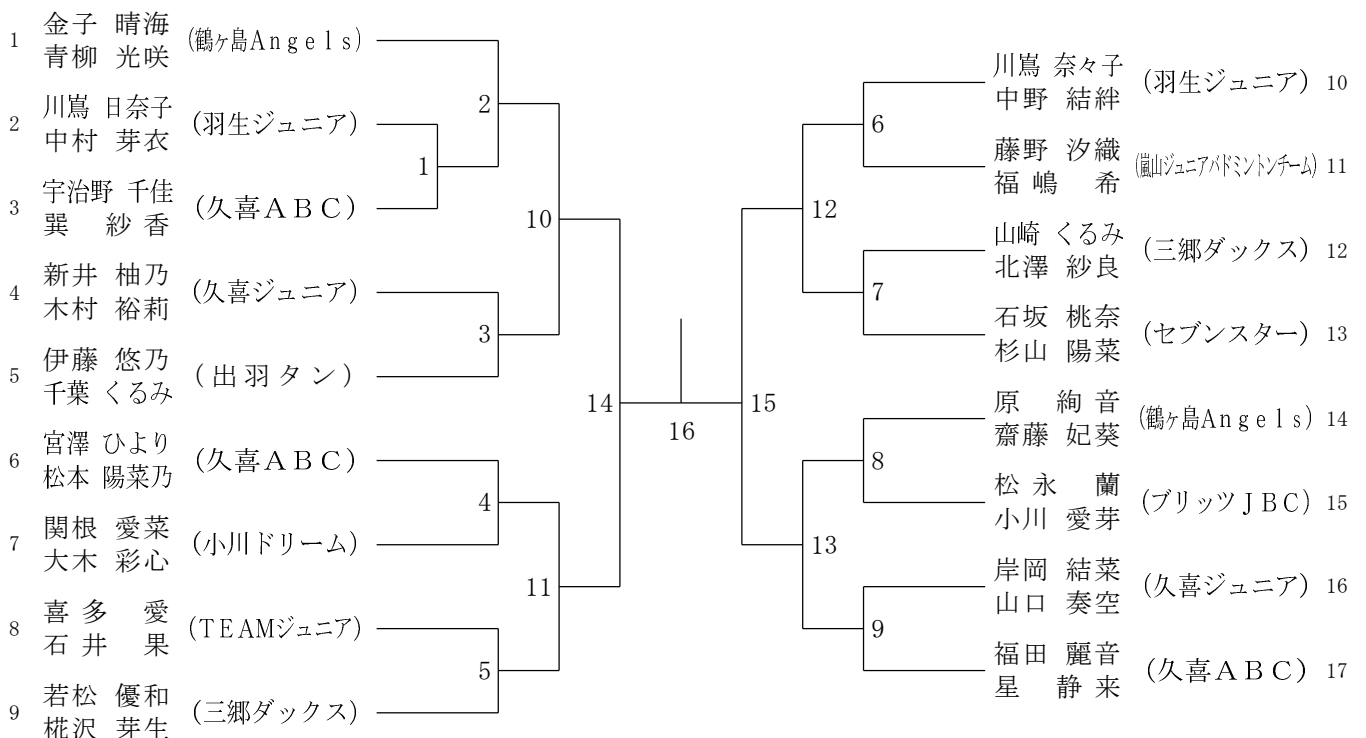 1 金子 晴海 (鶴ヶ島Angels)
青柳 光咲
2 川嶌 日奈子 (羽生ジュニア)
中村 芽衣
3 宇治野 千佳 (久喜ABC)
巽 紗香
4 新井 柚乃 (久喜ジュニア)
木村 裕莉
5 伊藤 悠乃 (出羽タン)
千葉 くるみ
6 宮澤 ひより (久喜ABC)
松本 陽菜乃
7 関根 愛菜 (小川ドリーム)
大木 彩心
8 喜多 愛 (TEAMジュニア)
石井 果
9 若松 優和 (三郷ダックス)
椛沢 芽生
1
2
3
4
5
10
11
14
16
15
12
13
6
7
8
9
川嶌 奈々子 (羽生ジュニア) 10
中野 結絆
藤野 汐織 (嵐山ジュニアバドミントンチーム) 11
福嶋 希
山崎 くるみ (三郷ダックス) 12
北澤 紗良
石坂 桃奈 (セブンスター) 13
杉山 陽菜
原 絢音 (鶴ヶ島Angels) 14
齋藤 妃葵
松永 蘭 (ブリッツJBC) 15
小川 愛芽
岸岡 結菜 (久喜ジュニア) 16
山口 奏空
福田 麗音 (久喜ABC) 17
星 静来